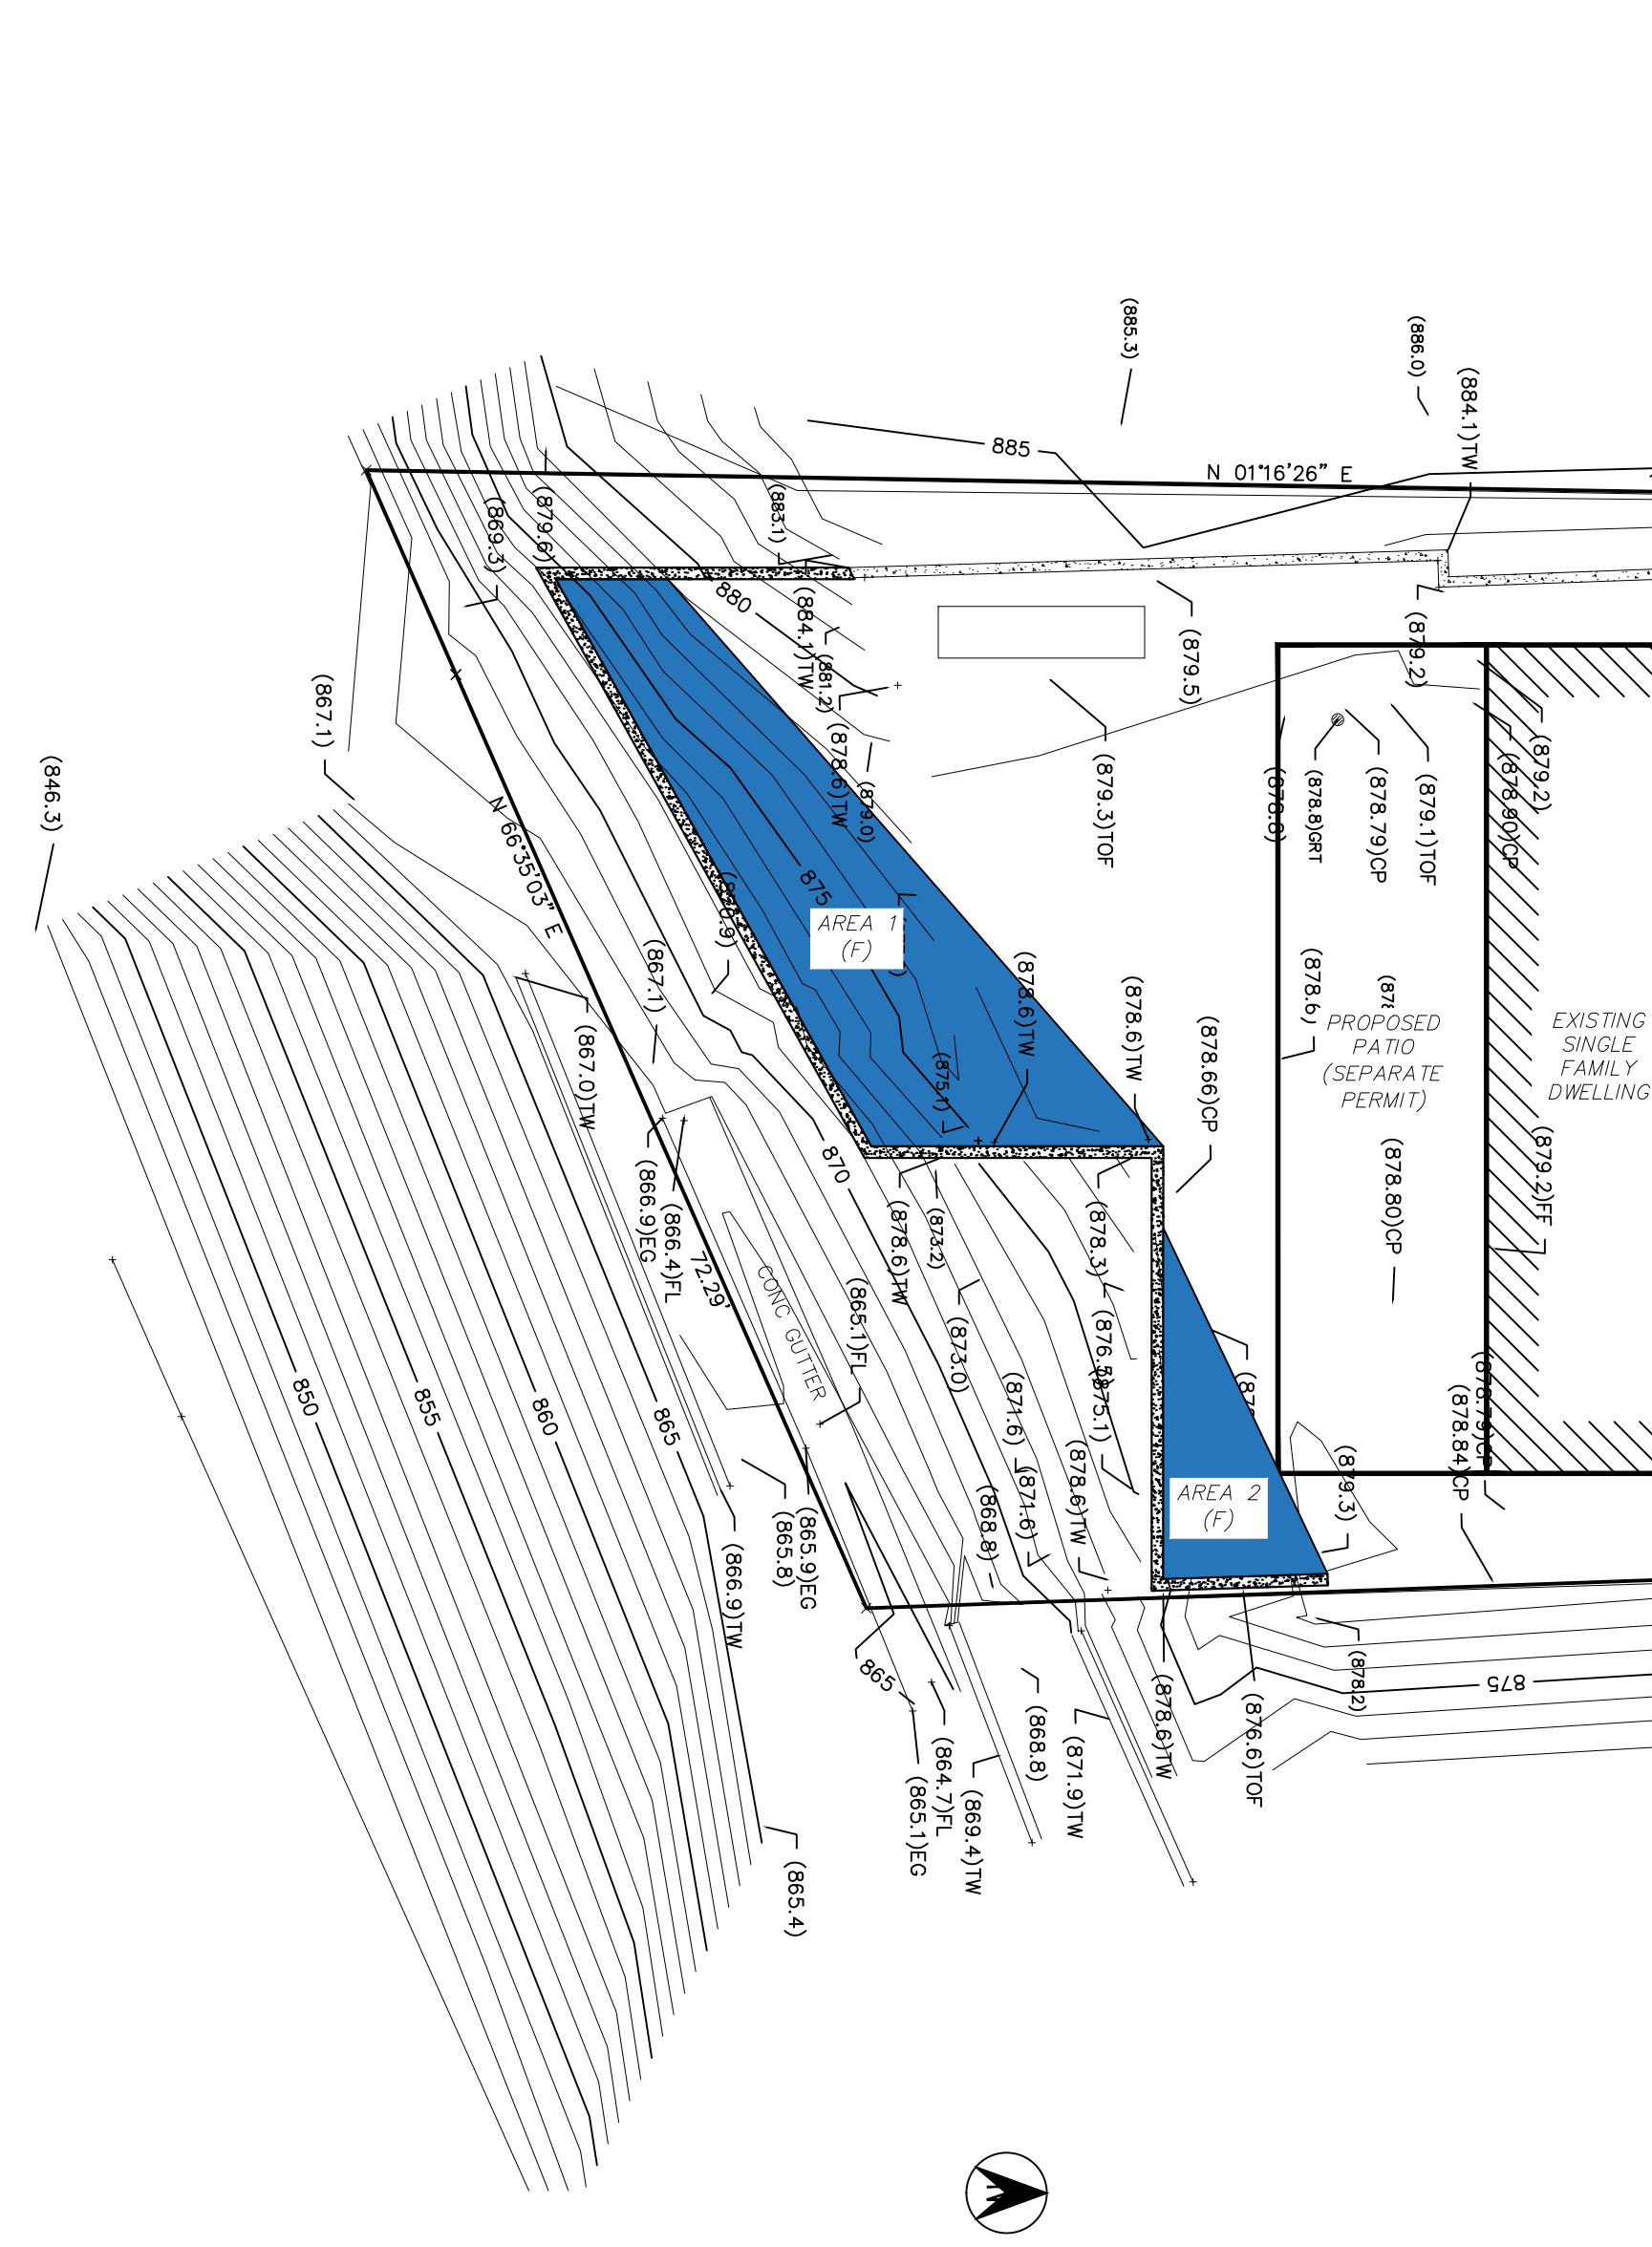 (885.3)
(886.0)
(884.1)TW
885
N 01°16'26" E
(869.3)
(879.6)
(883.1)
880
(884.1)TW
(881.2)
(878.6)TW
(879.0)
(879.5)
(879.2)
(879.3)TOF
(878.8)
(878.8)GRT
(878.79)CP
(879.1)TOF
(878.90)CP
(879.2)
(867.1)
(846.3)
N 66°35'03" E
875
AREA 1
(F)
(867.1)
(867.0)TW
(878.6)TW
(878.6)TW
(878.66)CP
(878.6)
PROPOSED
PATIO
(SEPARATE
PERMIT)
EXISTING
SINGLE
FAMILY
DWELLING
(875.1)
870
(866.9)EG
(866.4)FL
72.29'
CONC GUTTER
(865.1)FL
(878.6)TW
(873.2)
(873.0)
(878.3)
(876.5)
(875.1)
(878.80)CP
(879.2)FF
850
855
860
865
(871.6)
(871.6)
(868.8)
(878.6)TW
AREA 2
(F)
(879.3)
(878.84)CP
(878.79)CP
(865.9)EG
(865.8)
(866.9)TW
865
(865.4)
(864.7)FL
(865.1)EG
(869.4)TW
(868.8)
(871.9)TW
(878.6)TW
(876.6)TOF
(878.2)
875